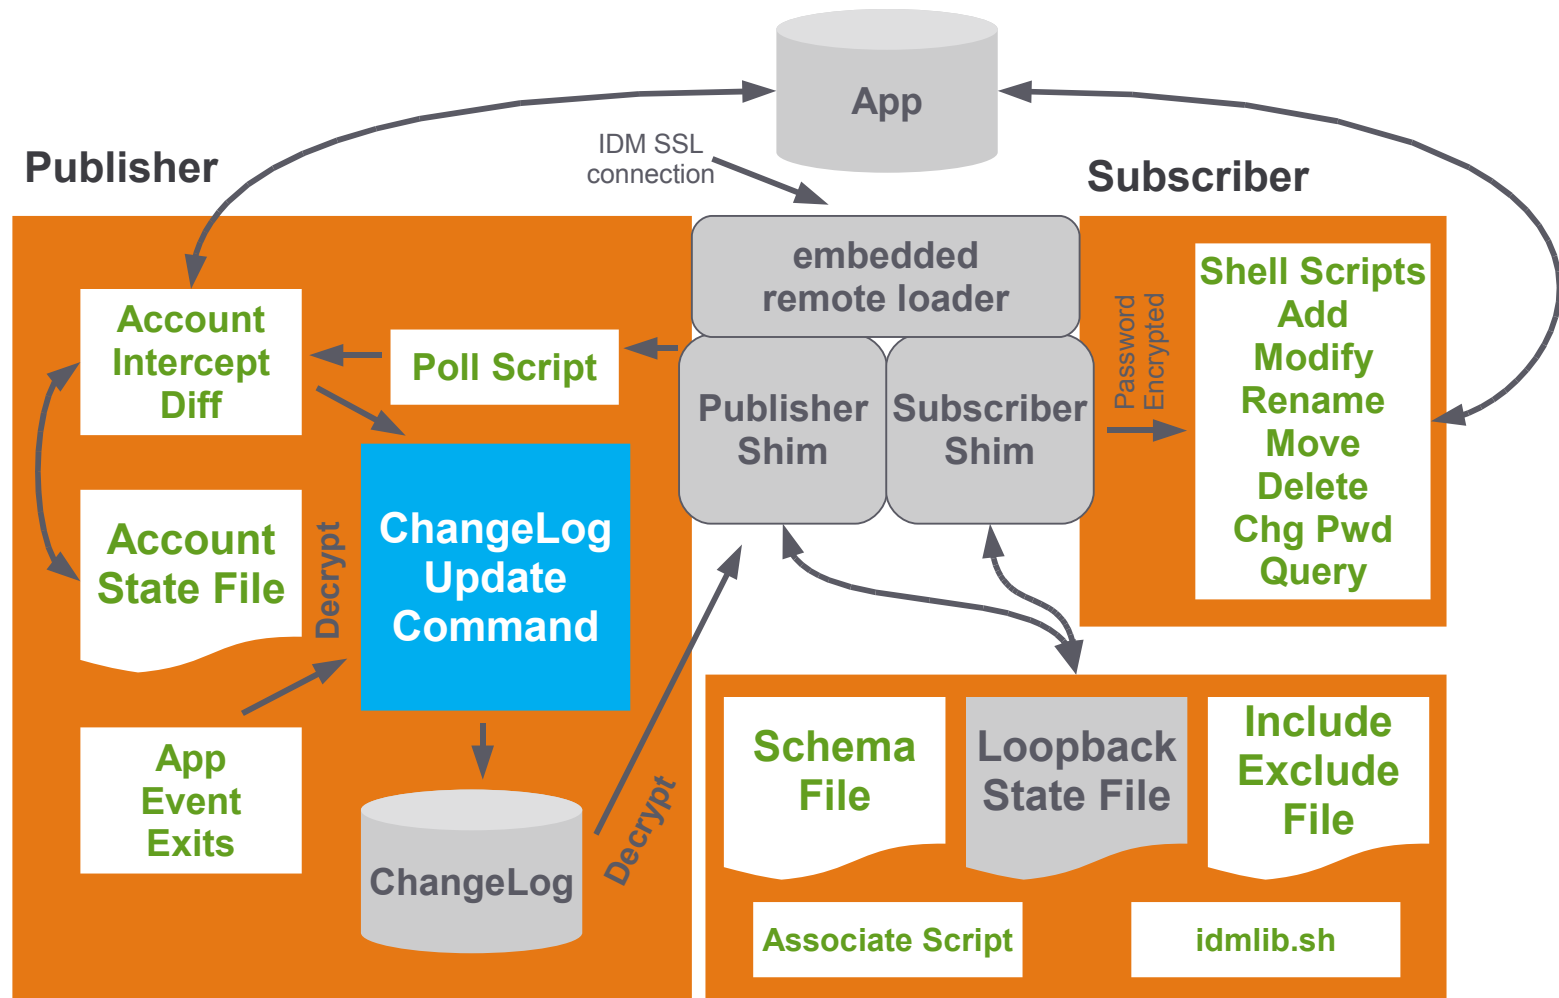 App
IDM SSL
connection
Publisher
Subscriber
embedded
remote loader
Shell Scripts
Add
Modify
Rename
Move
Delete
Chg Pwd
Query
Password
Encrypted
Account
Intercept
Diff
Poll Script
Publisher
Shim
Subscriber
Shim
Account
State File
Decrypt
ChangeLog
Update
Command
App
Event
Exits
ChangeLog
Decrypt
Schema
File
Loopback
State File
Include
Exclude
File
Associate Script
idmlib.sh